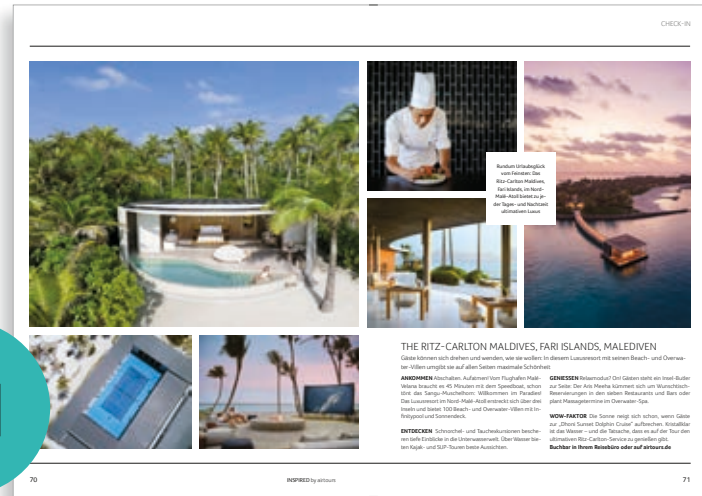 CHECK-IN
Rundum Urlaubsglück
vom Feinsten: Das
Ritz-Carlton Maldives,
Fari Islands, im Nord-
Malé-Atoll bietet zu je-
der Tages- und Nachtzeit
ultimativen Luxus
THE RITZ-CARLTON MALDIVES, FARI ISLANDS, MALEDIVEN
Gäste können sich drehen und wenden, wie sie wollen: In diesem Luxusresort mit seinen Beach- und Overwa-
ter-Villen umgibt sie auf allen Seiten maximale Schönheit
ANKOMMEN Abschalten. Aufatmen! Vom Flughafen Malé-
Velana braucht es 45 Minuten mit dem Speedboat, schon
tönt das Sangu-Muschelhorn: Willkommen im Paradies!
Das Luxusresort im Nord-Malé-Atoll erstreckt sich über drei
Inseln und bietet 100 Beach- und Overwater-Villen mit In-
finitypool und Sonnendeck.
ENTDECKEN Schnorchel- und Tauchexkursionen besche-
ren tiefe Einblicke in die Unterwasserwelt. Über Wasser bie-
ten Kajak- und SUP-Touren beste Aussichten.
GENIESSEN Relaxmodus? On! Gästen steht ein Insel-Butler
zur Seite: Der Aris Meeha kümmert sich um Wunschtisch-
Reservierungen in den sieben Restaurants und Bars oder
plant Massagetermine im Overwater-Spa.
WOW-FAKTOR Die Sonne neigt sich schon, wenn Gäste
zur „Dhoni Sunset Dolphin Cruise“ aufbrechen. Kristallklar
ist das Wasser – und die Tatsache, dass es auf der Tour den
ultimativen Ritz-Carlton-Service zu genießen gibt.
Buchbar in Ihrem Reisebüro oder auf airtours.de
70
INSPIRED by airtours
71